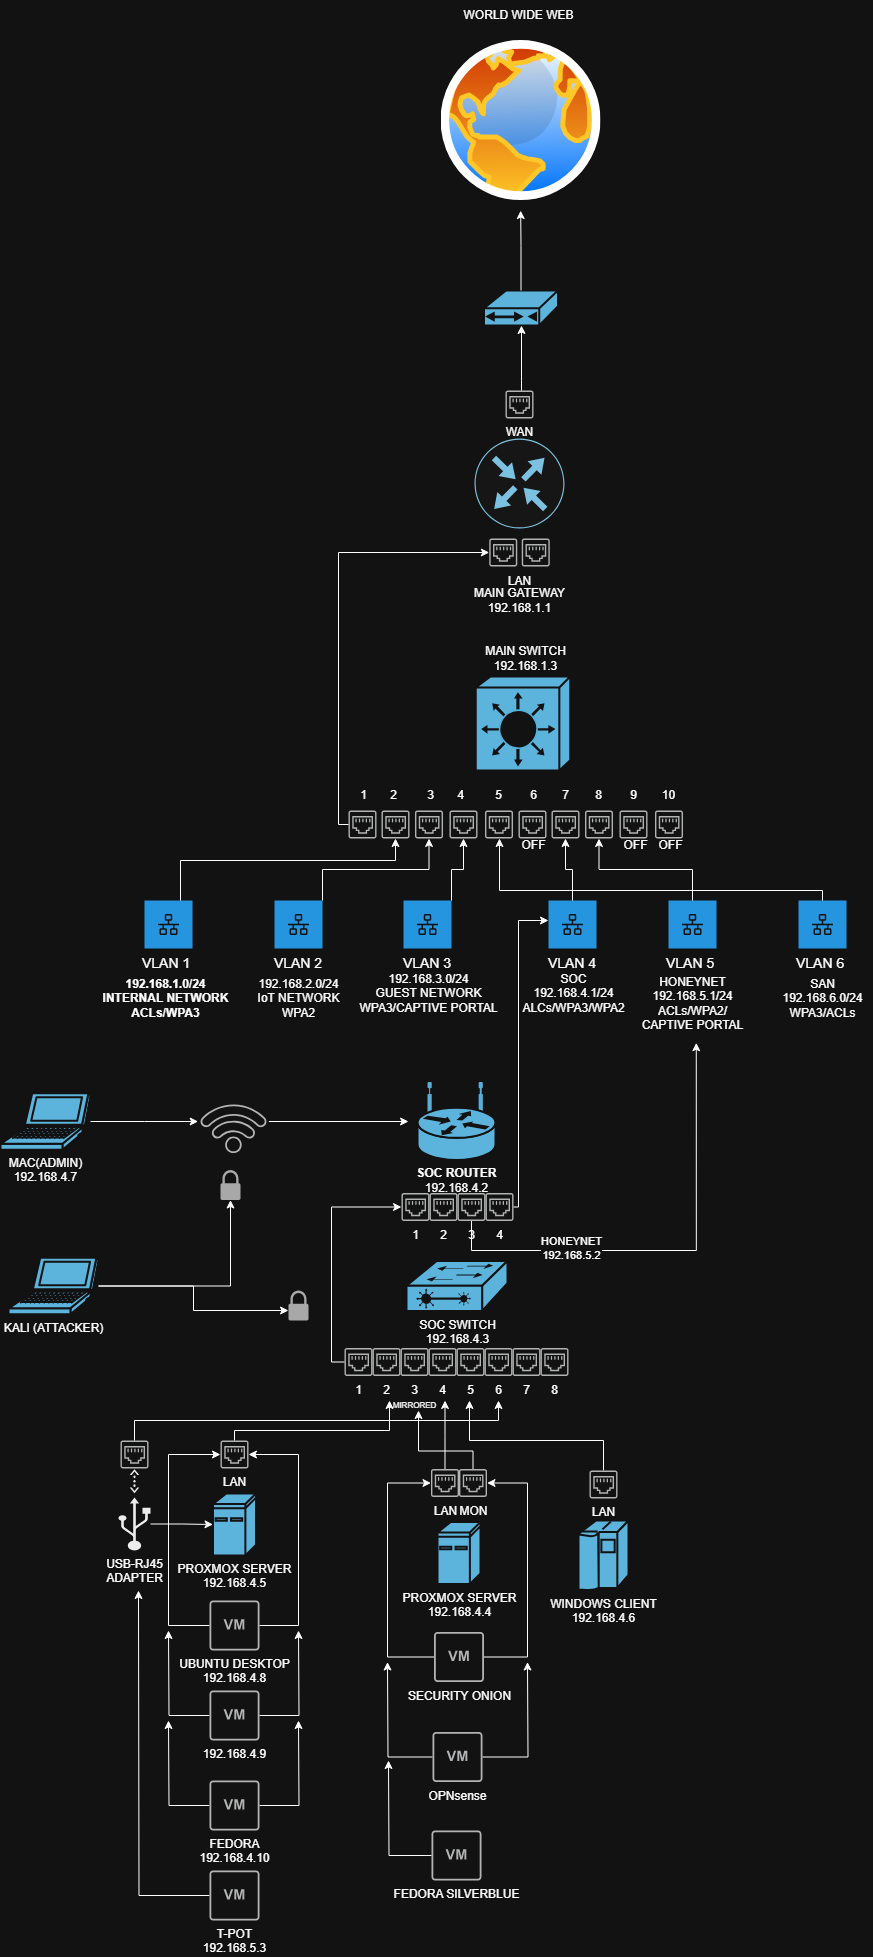 WORLD WIDE WEB
WAN
LAN
MAIN GATEWAY
192.168.1.1
MAIN SWITCH
192.168.1.3
1 2 3 4 5 6 7 8 9 10
OFF OFF OFF
VLAN 1
192.168.1.0/24
INTERNAL NETWORK
ACLs/WPA3
VLAN 2
192.168.2.0/24
IoT NETWORK
WPA2
VLAN 3
192.168.3.0/24
GUEST NETWORK
WPA3/CAPTIVE PORTAL
VLAN 4
SOC
192.168.4.1/24
ALCs/WPA3/WPA2
VLAN 5
HONEYNET
192.168.5.1/24
ACLs/WPA2/
CAPTIVE PORTAL
VLAN 6
SAN
192.168.6.0/24
WPA3/ACLs
MAC(ADMIN)
192.168.4.7
SOC ROUTER
192.168.4.2
1 2 3 4
HONEYNET
192.168.5.2
KALI (ATTACKER)
SOC SWITCH
192.168.4.3
1 2 3 4 5 6 7 8
MIRRORED
LAN
USB-RJ45
ADAPTER
PROXMOX SERVER
192.168.4.5
LAN MON
PROXMOX SERVER
192.168.4.4
LAN
WINDOWS CLIENT
192.168.4.6
VM
UBUNTU DESKTOP
192.168.4.8
VM
192.168.4.9
VM
FEDORA
192.168.4.10
VM
T-POT
192.168.5.3
VM
SECURITY ONION
VM
OPNsense
VM
FEDORA SILVERBLUE